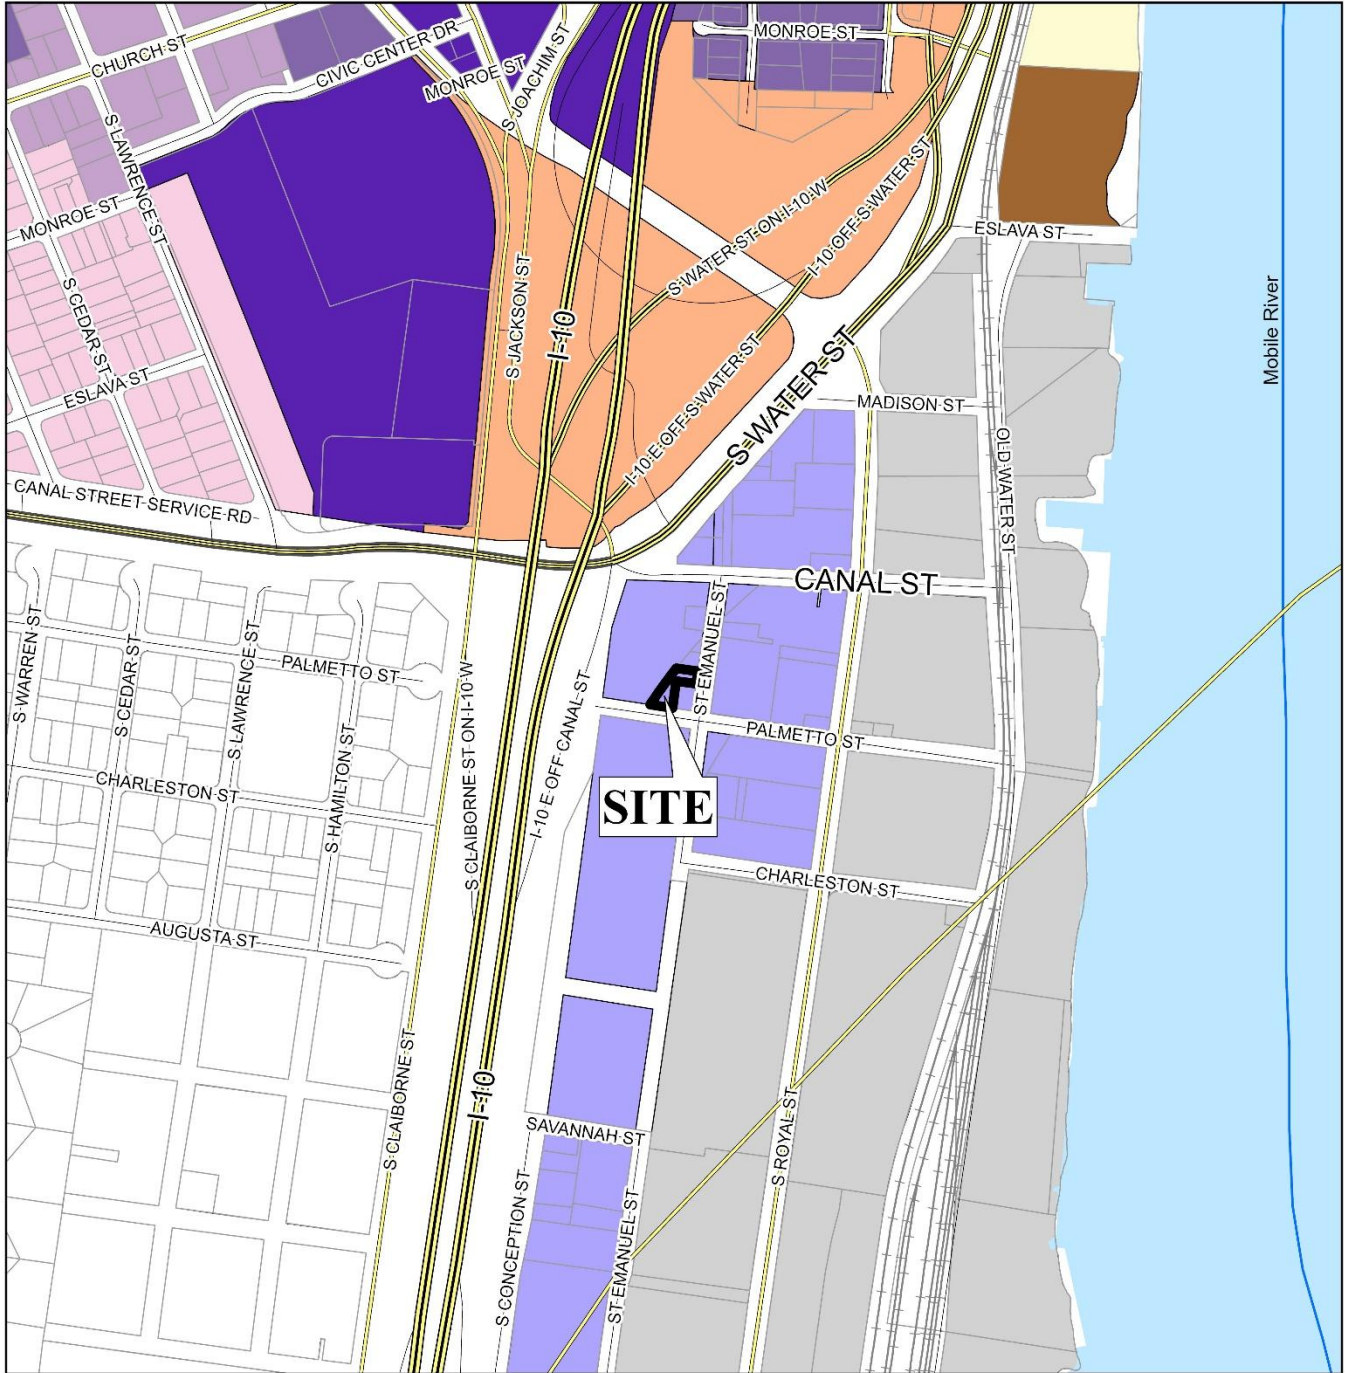 CHURCH ST
CIVIC CENTER DR
MONROE ST
S JOACHIM ST
MONROE ST
S LAWRENCE ST
MONROE ST
S CEDAR ST
ESLAVA ST
CANAL STREET SERVICE RD
S JACKSON ST
I-10
S WATER ST ON I-10 W
I-10 OFF S WATER ST
I-10 E OFF S WATER ST
S WATER ST
ESLAVA ST
Mobile River
MADISON ST
OLD WATER ST
CANAL ST
ST EMANUEL ST
PALMETTO ST
SITE
CHARLESTON ST
S WARREN ST
S CEDAR ST
S LAWRENCE ST
PALMETTO ST
S HAMILTON ST
CHARLESTON ST
AUGUSTA ST
S CLAIBORNE ST ON I-10 W
I-10 E OFF CANAL ST
S CLAIBORNE ST
I-10
SAVANNAH ST
S CONCEPTION ST
ST EMANUEL ST
S ROYAL ST